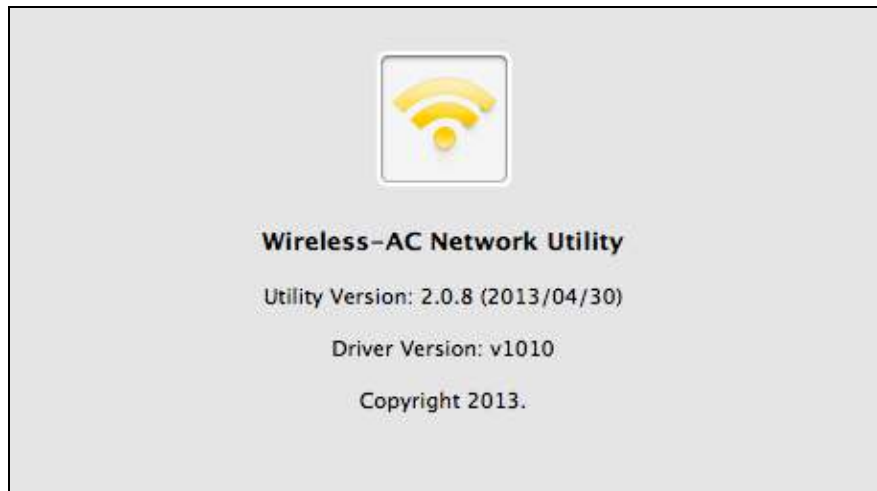 Wireless-AC Network Utility
Utility Version: 2.0.8 (2013/04/30)
Driver Version: v1010
Copyright 2013.